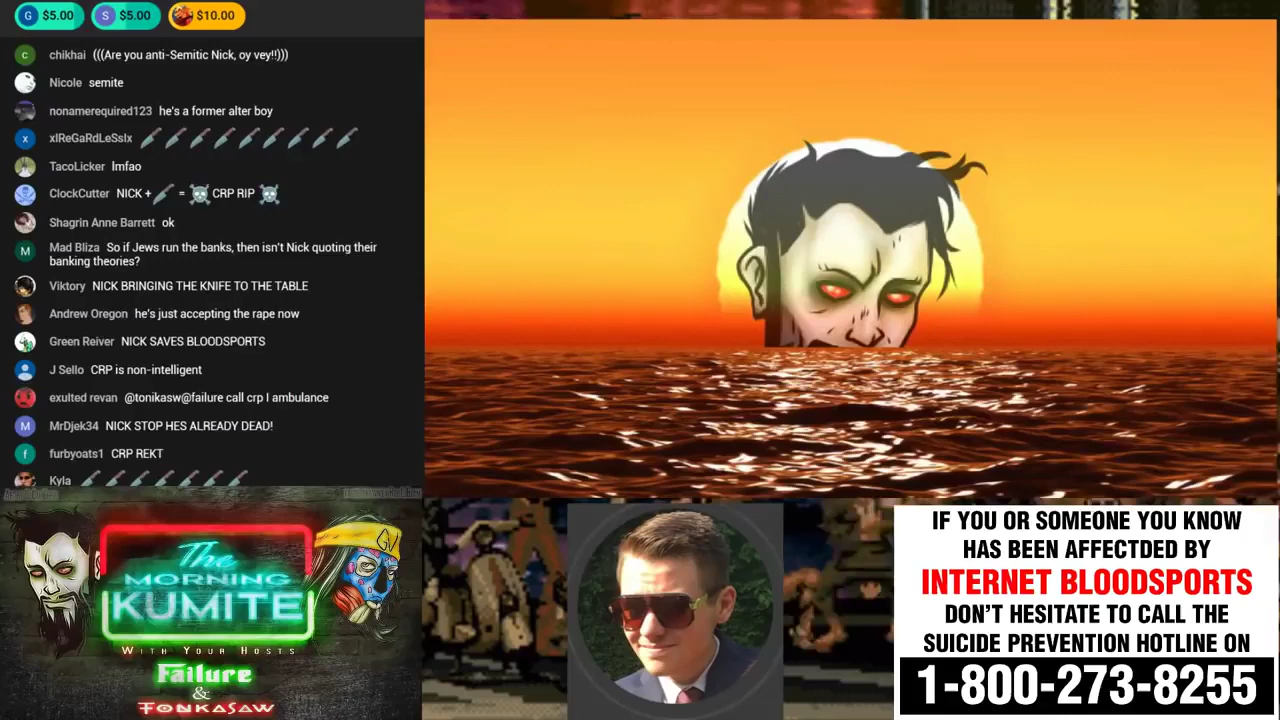 G $5.00 S $5.00 $10.00
c chikhai (((Are you anti-Semitic Nick, oy vey!!)))
Nicole semite
nonamerequired123 he's a former alter boy
x xIReGaRdLeSsIx 🔪🔪🔪🔪🔪🔪🔪🔪🔪
TacoLicker lmfao
ClockCutter NICK + 🔪 = ☠️ CRP RIP ☠️
Shagrin Anne Barrett ok
M Mad Bliza So if Jews run the banks, then isn't Nick quoting their
banking theories?
Viktory NICK BRINGING THE KNIFE TO THE TABLE
Andrew Oregon he's just accepting the rape now
Green Reiver NICK SAVES BLOODSPORTS
J Sello CRP is non-intelligent
exulted revan @tonikasw@failure call crp I ambulance
M MrDjek34 NICK STOP HES ALREADY DEAD!
f furbyoats1 CRP REKT
Kyla 🔪🔪🔪🔪🔪🔪🔪
The
MORNING
KUMITE
WITH YOUR HOSTS
Failure
&
TONKASAW
IF YOU OR SOMEONE YOU KNOW
HAS BEEN AFFECTDED BY
INTERNET BLOODSPORTS
DON'T HESITATE TO CALL THE
SUICIDE PREVENTION HOTLINE ON
1-800-273-8255